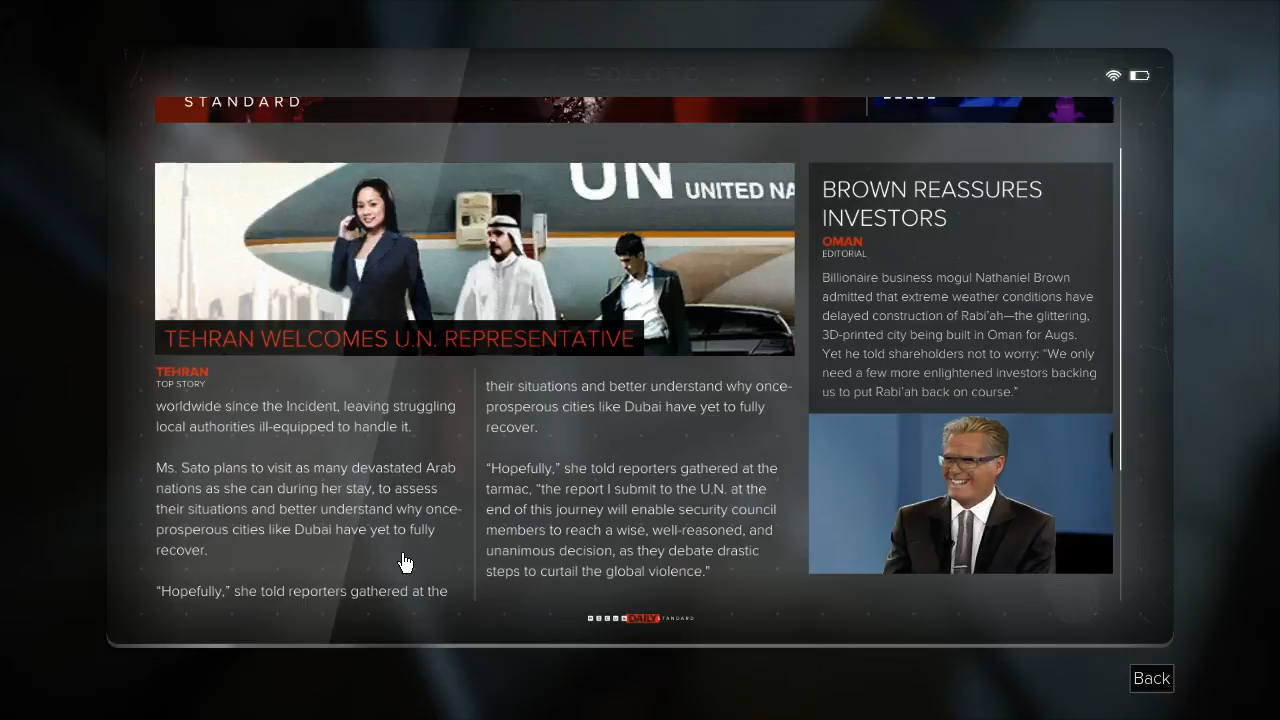 SOLOTO
STANDARD
UN UNITED NA
TEHRAN WELCOMES U.N. REPRESENTATIVE
TEHRAN
TOP STORY
worldwide since the Incident, leaving struggling
local authorities ill-equipped to handle it.
Ms. Sato plans to visit as many devastated Arab
nations as she can during her stay, to assess
their situations and better understand why once-
prosperous cities like Dubai have yet to fully
recover.
“Hopefully,” she told reporters gathered at the
their situations and better understand why once-
prosperous cities like Dubai have yet to fully
recover.
“Hopefully,” she told reporters gathered at the
tarmac, “the report I submit to the U.N. at the
end of this journey will enable security council
members to reach a wise, well-reasoned, and
unanimous decision, as they debate drastic
steps to curtail the global violence.”
BROWN REASSURES
INVESTORS
OMAN
EDITORIAL
Billionaire business mogul Nathaniel Brown
admitted that extreme weather conditions have
delayed construction of Rabi’ah—the glittering,
3D-printed city being built in Oman for Augs.
Yet he told shareholders not to worry: “We only
need a few more enlightened investors backing
us to put Rabi’ah back on course.”
PICUS DAILY STANDARD
Back